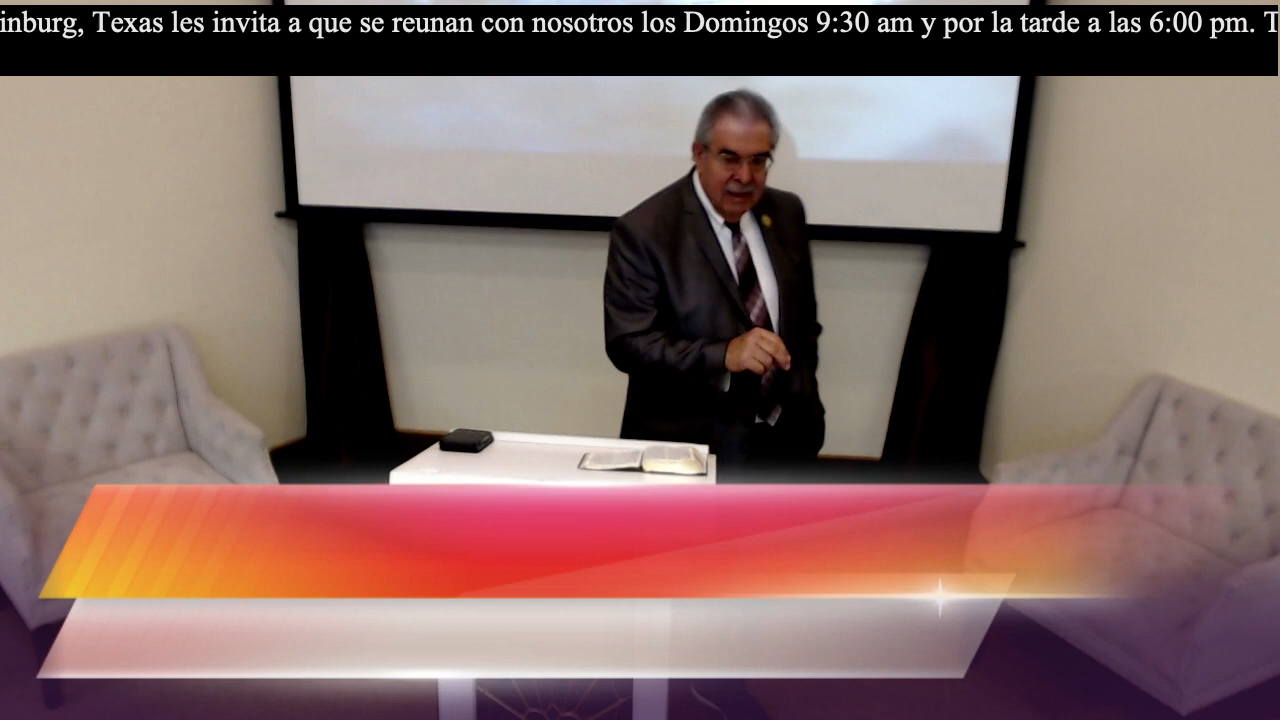 inburg, Texas les invita a que se reunan con nosotros los Domingos 9:30 am y por la tarde a las 6:00 pm. T